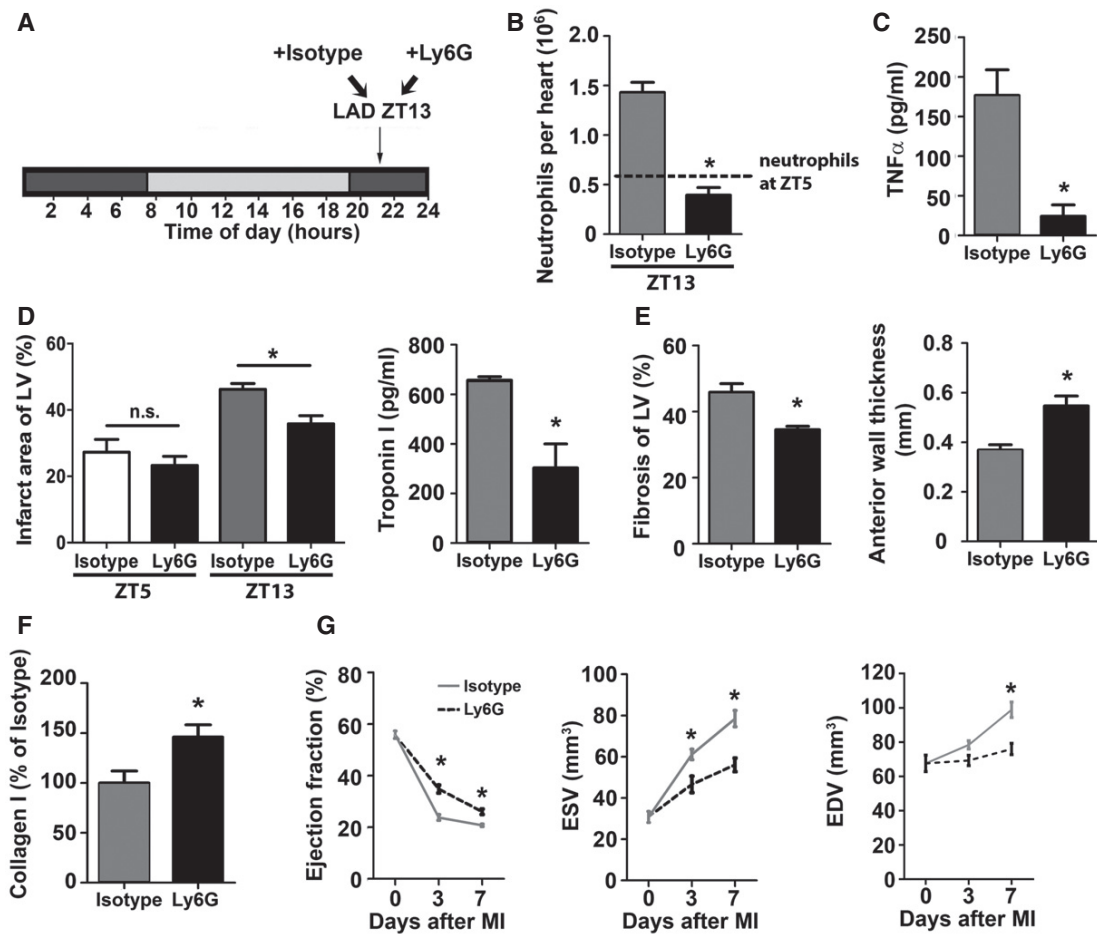 A
+Isotype +Ly6G
LAD ZT13
2 4 6 8 10 12 14 16 18 20 22 24
Time of day (hours)
B
Neutrophils per heart (10⁶)
2.0
1.5
1.0
0.5
0
*
neutrophils
at ZT5
Isotype Ly6G
ZT13
C
TNFα (pg/ml)
250
200
150
100
50
0
*
Isotype Ly6G
D
Infarct area of LV (%)
60
40
20
0
n.s.
*
Isotype Ly6G Isotype Ly6G
ZT5 ZT13
Troponin I (pg/ml)
800
600
400
200
0
*
Isotype Ly6G
E
Fibrosis of LV (%)
60
40
20
0
*
Isotype Ly6G
Anterior wall thickness
(mm)
0.8
0.6
0.4
0.2
0
*
Isotype Ly6G
F
Collagen I (% of Isotype)
200
150
100
50
0
*
Isotype Ly6G
G
Ejection fraction (%)
80
60
40
20
0
Isotype
Ly6G
* *
0 3 7
Days after MI
ESV (mm³)
100
80
60
40
20
0
* *
0 3 7
Days after MI
EDV (mm³)
120
100
80
60
40
20
0
*
0 3 7
Days after MI